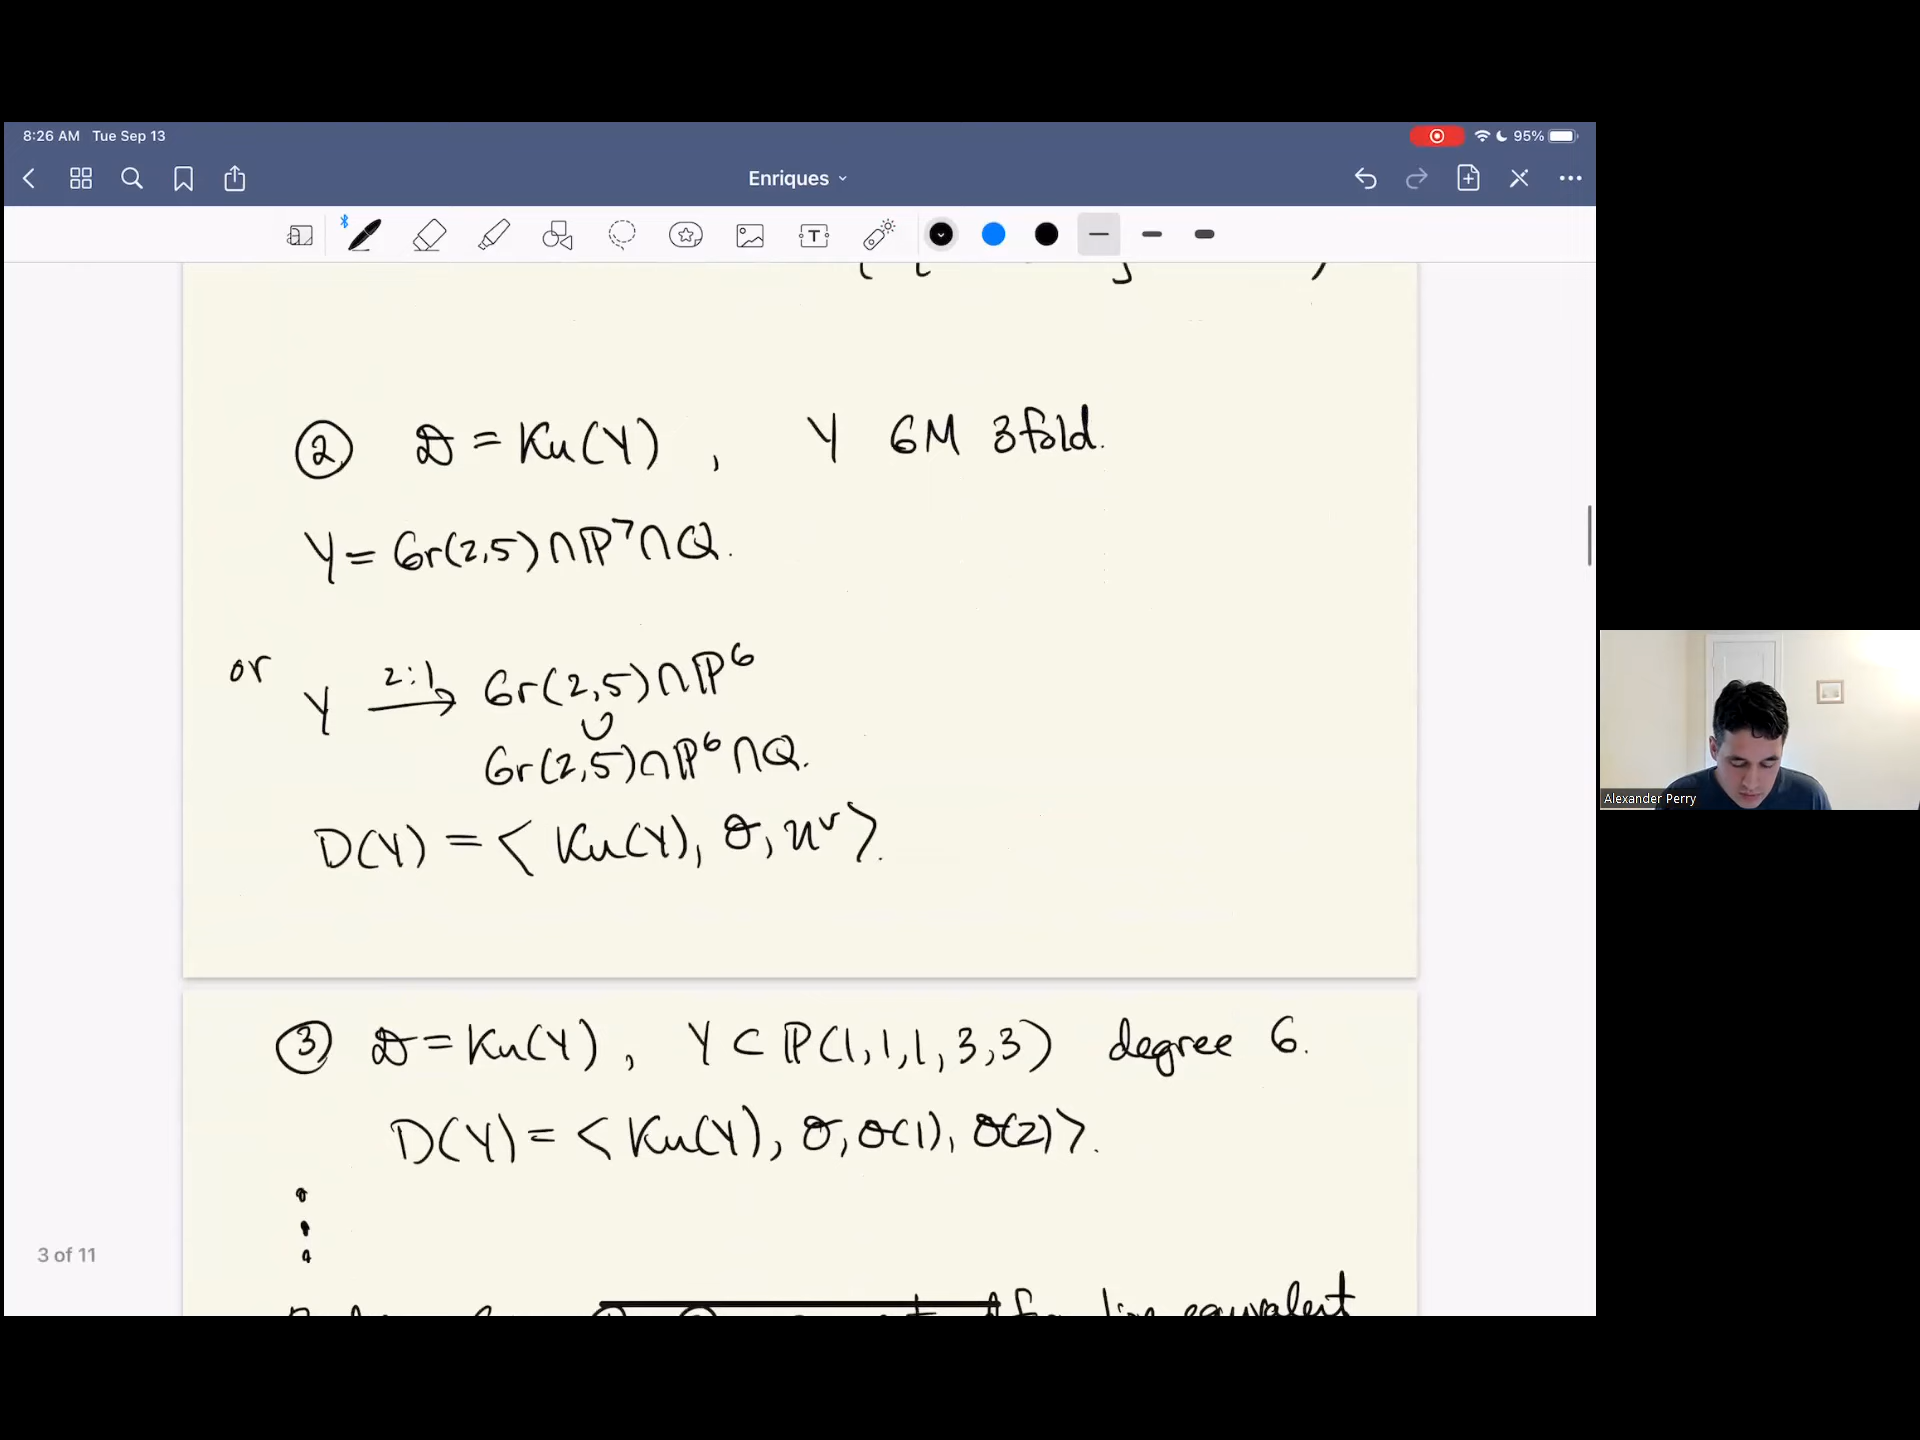 8:26 AM Tue Sep 13
95%
Enriques
② 𝒟 = Ku(Y), Y GM 3fold.
Y = Gr(2,5) ∩ ℙ⁷ ∩ Q.
or Y 2:1 → Gr(2,5) ∩ ℙ⁶
∪
Gr(2,5) ∩ ℙ⁶ ∩ Q.
D(Y) = < Ku(Y), 𝒪, 𝒰ᵛ >.
③ 𝒟 = Ku(Y), Y ⊂ ℙ(1,1,1,3,3) degree 6.
D(Y) = < Ku(Y), 𝒪, 𝒪(1), 𝒪(2) >.
⋮
equivalent
3 of 11
Alexander Perry